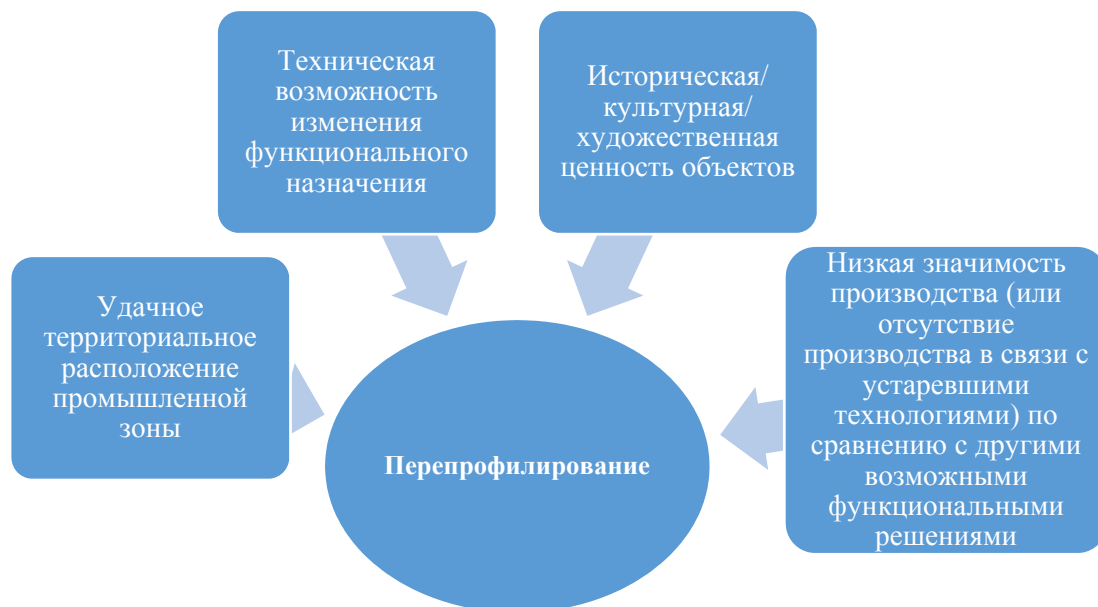 Техническая
возможность
изменения
функционального
назначения
Историческая/
культурная/
художественная
ценность объектов
Удачное
территориальное
расположение
промышленной
зоны
Низкая значимость
производства (или
отсутствие
производства в связи с
устаревшими
технологиями) по
сравнению с другими
возможными
функциональными
решениями
Перепрофилирование